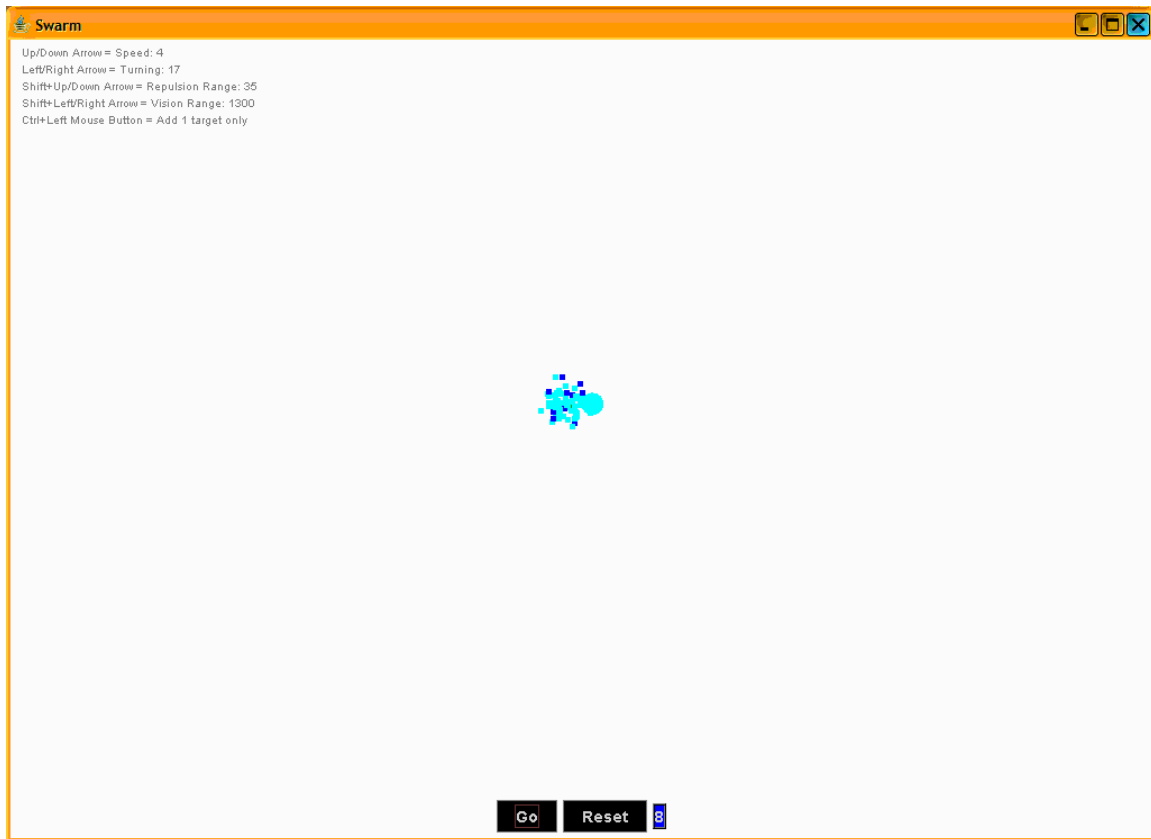 Swarm
Up/Down Arrow = Speed: 4
Left/Right Arrow = Turning: 17
Shift+Up/Down Arrow = Repulsion Range: 35
Shift+Left/Right Arrow = Vision Range: 1300
Ctrl+Left Mouse Button = Add 1 target only
Go Reset 8